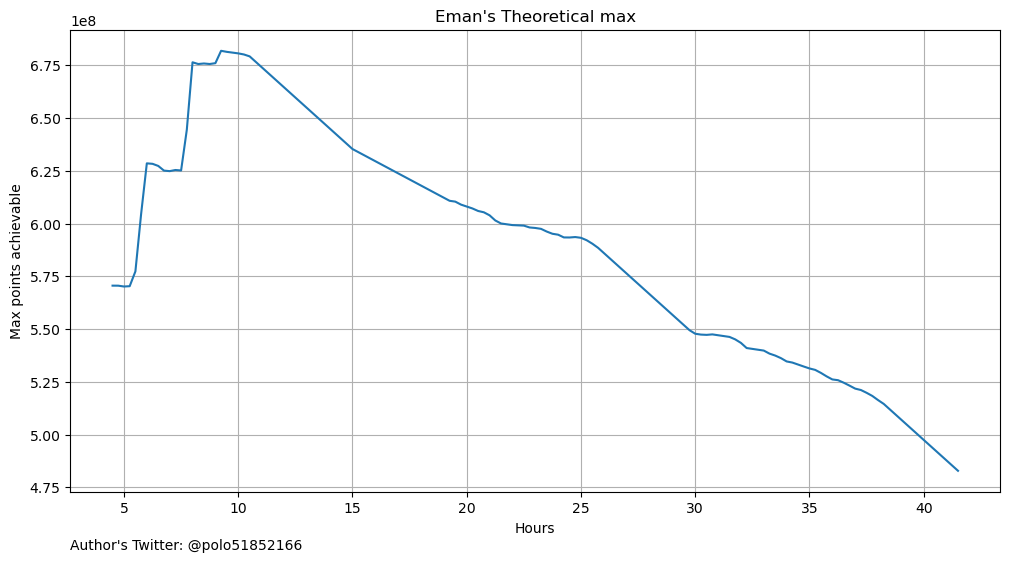 Eman's Theoretical max
1e8
6.75
6.50
6.25
6.00
5.75
5.50
5.25
5.00
4.75
Max points achievable
5 10 15 20 25 30 35 40
Hours
Author's Twitter: @polo51852166